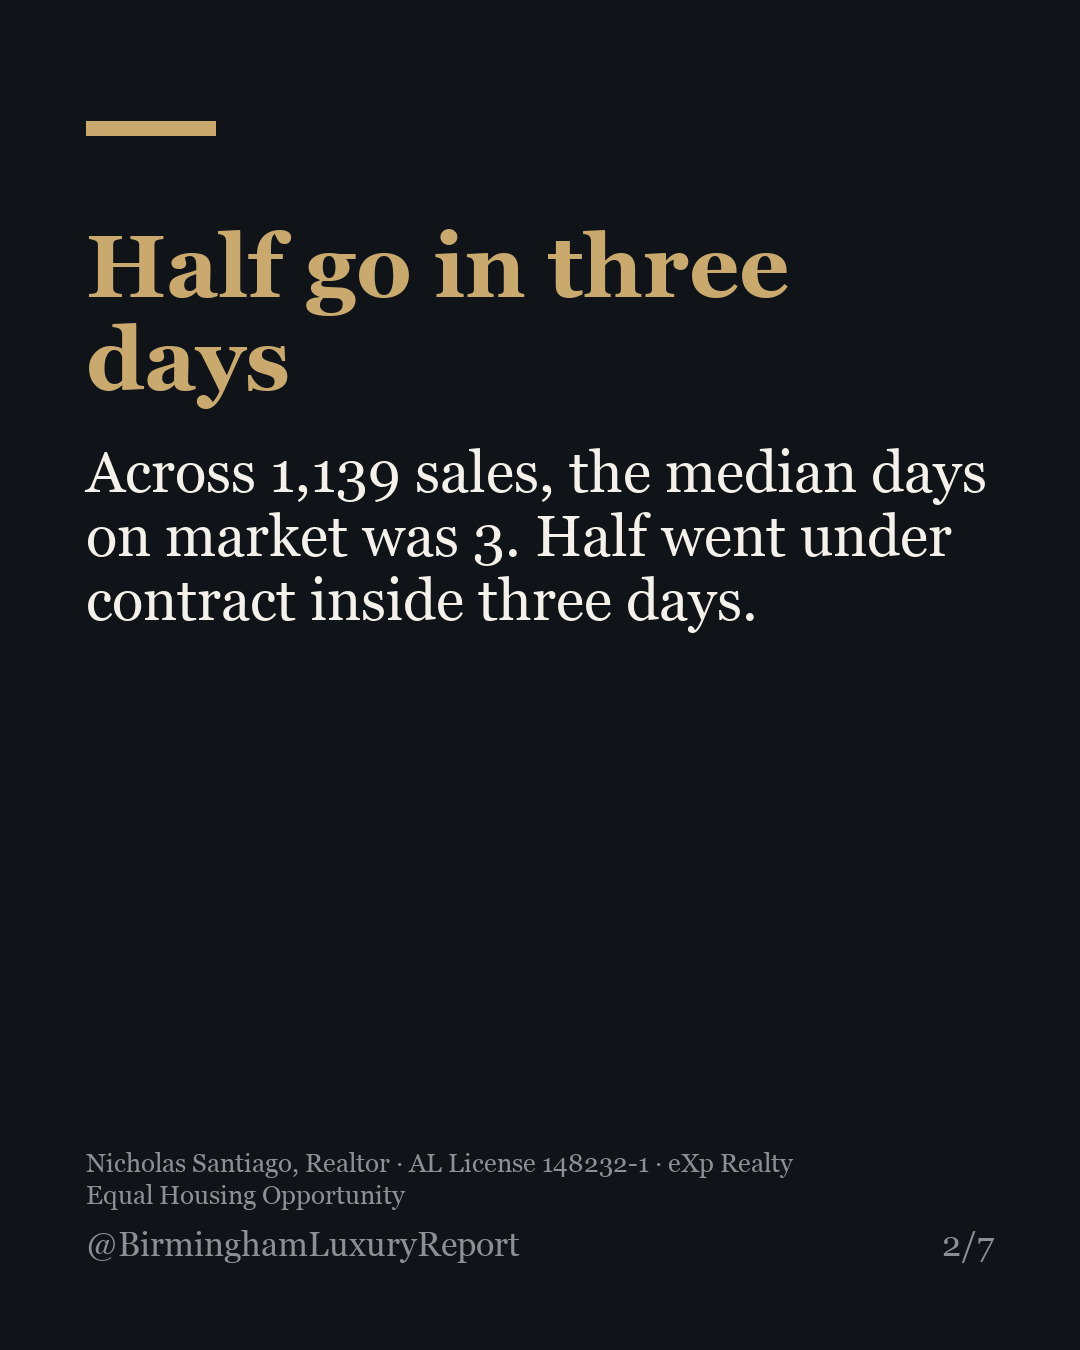 Half go in three
days
Across 1,139 sales, the median days
on market was 3. Half went under
contract inside three days.
Nicholas Santiago, Realtor · AL License 148232-1 · eXp Realty
Equal Housing Opportunity
@BirminghamLuxuryReport
2/7